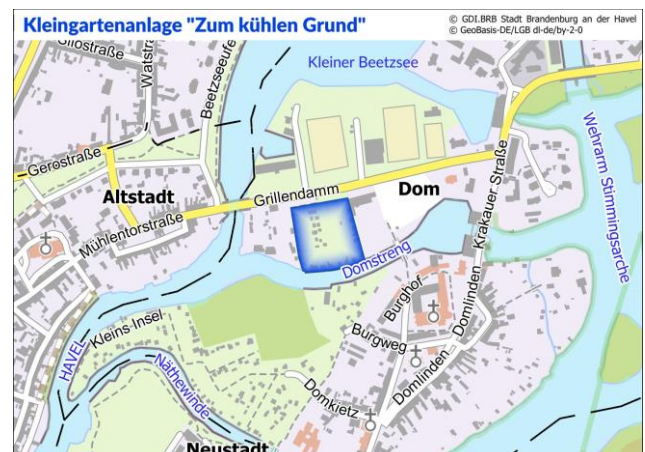 Kleingartenanlage "Zum kühlen Grund"
© GDI.BRB Stadt Brandenburg an der Havel
© GeoBasis-DE/LGB dl-de/by-2-0
Watstra
Beetzseeufe
Kleiner Beetzsee
Gerostraße
Altstadt
Mühlentorstraße
Grillendamm
Dom
Krakauer Straße
Wehrarm Stimmingsarche
Domstreng
Burghof
Burgweg
Domlinden
Domlinden
Kleins Insel
HAVEL
Näthewinde
Domkietz
Neustadt